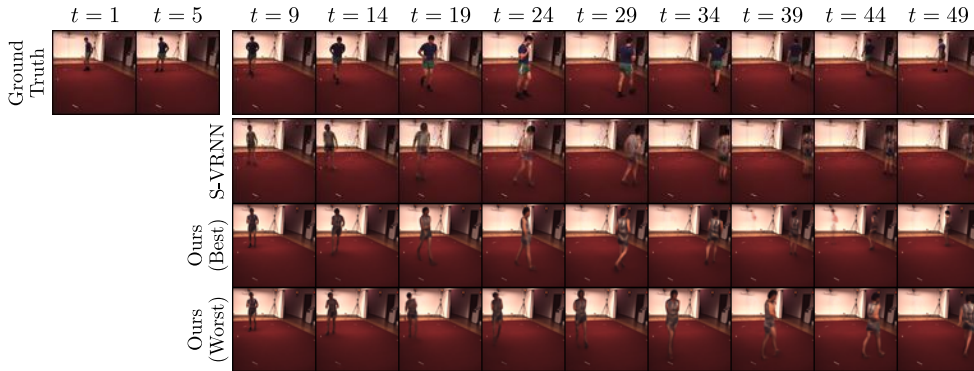 t = 1 t = 5 t = 9 t = 14 t = 19 t = 24 t = 29 t = 34 t = 39 t = 44 t = 49
Ground
Truth
S-VRNN
Ours
(Best)
Ours
(Worst)